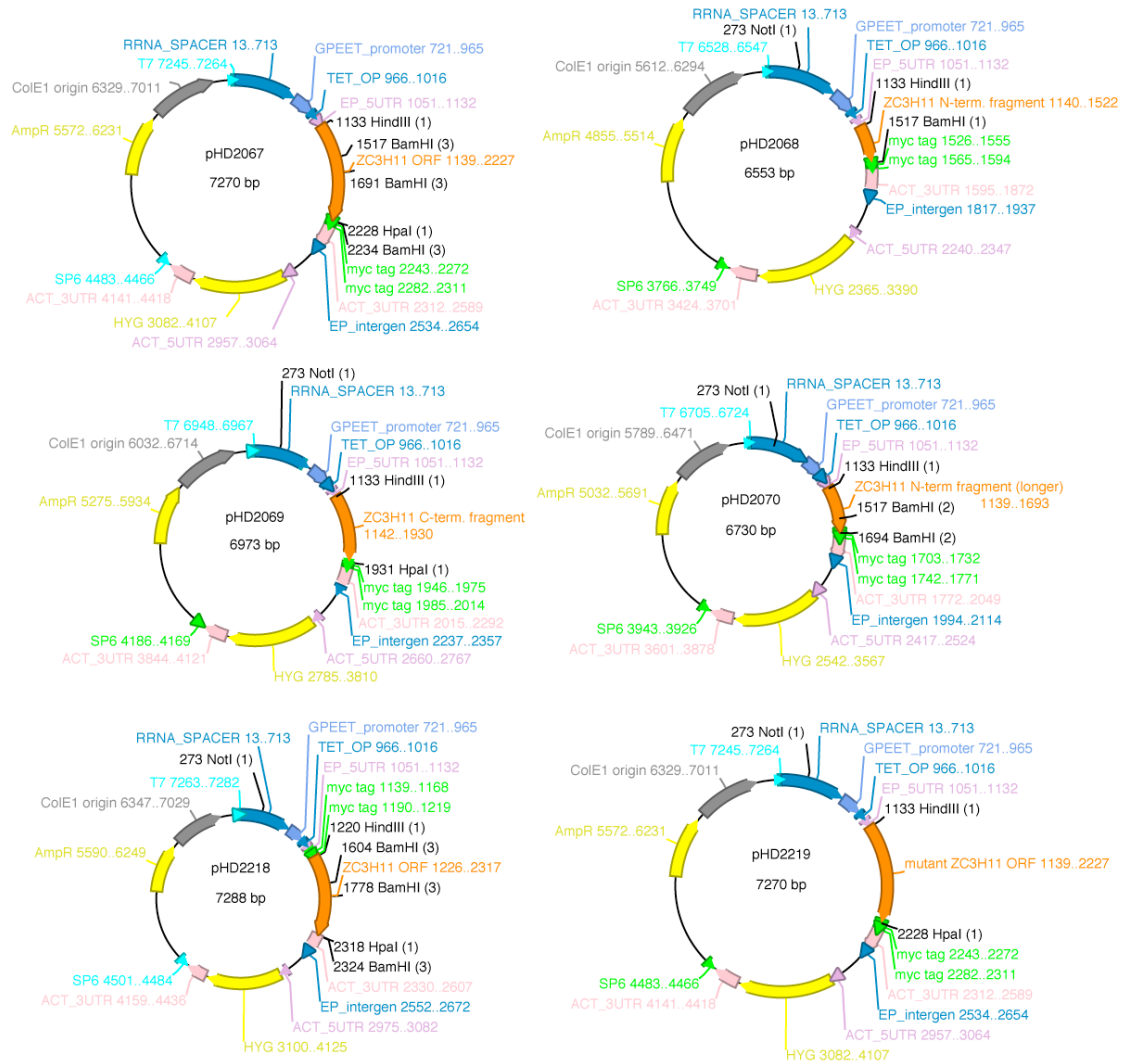 RRNA_SPACER 13..713
T7 7245..7264
GPEET_promoter 721..965
ColE1 origin 6329..7011
TET_OP 966..1016
EP_5UTR 1051..1132
1133 HindIII (1)
AmpR 5572..6231
1517 BamHI (3)
pHD2067
ZC3H11 ORF 1139..2227
7270 bp
1691 BamHI (3)
2228 HpaI (1)
2234 BamHI (3)
SP6 4483..4466
myc tag 2243..2272
myc tag 2282..2311
ACT_3UTR 4141..4418
ACT_3UTR 2312..2589
HYG 3082..4107
EP_intergen 2534..2654
ACT_5UTR 2957..3064
RRNA_SPACER 13..713
273 NotI (1)
T7 6528..6547
GPEET_promoter 721..965
TET_OP 966..1016
ColE1 origin 5612..6294
EP_5UTR 1051..1132
1133 HindIII (1)
ZC3H11 N-term. fragment 1140..1522
1517 BamHI (1)
AmpR 4855..5514
myc tag 1526..1555
pHD2068
myc tag 1565..1594
6553 bp
ACT_3UTR 1595..1872
EP_intergen 1817..1937
ACT_5UTR 2240..2347
SP6 3766..3749
HYG 2365..3390
ACT_3UTR 3424..3701
273 NotI (1)
RRNA_SPACER 13..713
T7 6948..6967
GPEET_promoter 721..965
ColE1 origin 6032..6714
TET_OP 966..1016
EP_5UTR 1051..1132
1133 HindIII (1)
AmpR 5275..5934
pHD2069
ZC3H11 C-term. fragment
1142..1930
6973 bp
1931 HpaI (1)
myc tag 1946..1975
myc tag 1985..2014
ACT_3UTR 2015..2292
SP6 4186..4169
EP_intergen 2237..2357
ACT_3UTR 3844..4121
ACT_5UTR 2660..2767
HYG 2785..3810
273 NotI (1)
RRNA_SPACER 13..713
T7 6705..6724
GPEET_promoter 721..965
TET_OP 966..1016
ColE1 origin 5789..6471
EP_5UTR 1051..1132
1133 HindIII (1)
ZC3H11 N-term fragment (longer)
1139..1693
AmpR 5032..5691
pHD2070
1517 BamHI (2)
6730 bp
1694 BamHI (2)
myc tag 1703..1732
myc tag 1742..1771
ACT_3UTR 1772..2049
EP_intergen 1994..2114
SP6 3943..3926
ACT_5UTR 2417..2524
ACT_3UTR 3601..3878
HYG 2542..3567
GPEET_promoter 721..965
RRNA_SPACER 13..713
TET_OP 966..1016
273 NotI (1)
EP_5UTR 1051..1132
T7 7263..7282
myc tag 1139..1168
ColE1 origin 6347..7029
myc tag 1190..1219
1220 HindIII (1)
1604 BamHI (3)
AmpR 5590..6249
ZC3H11 ORF 1226..2317
pHD2218
1778 BamHI (3)
7288 bp
2318 HpaI (1)
2324 BamHI (3)
SP6 4501..4484
ACT_3UTR 2330..2607
ACT_3UTR 4159..4436
EP_intergen 2552..2672
ACT_5UTR 2975..3082
HYG 3100..4125
RRNA_SPACER 13..713
273 NotI (1)
T7 7245..7264
GPEET_promoter 721..965
ColE1 origin 6329..7011
TET_OP 966..1016
EP_5UTR 1051..1132
1133 HindIII (1)
AmpR 5572..6231
pHD2219
mutant ZC3H11 ORF 1139..2227
7270 bp
2228 HpaI (1)
myc tag 2243..2272
myc tag 2282..2311
SP6 4483..4466
ACT_3UTR 2312..2589
ACT_3UTR 4141..4418
EP_intergen 2534..2654
ACT_5UTR 2957..3064
HYG 3082..4107